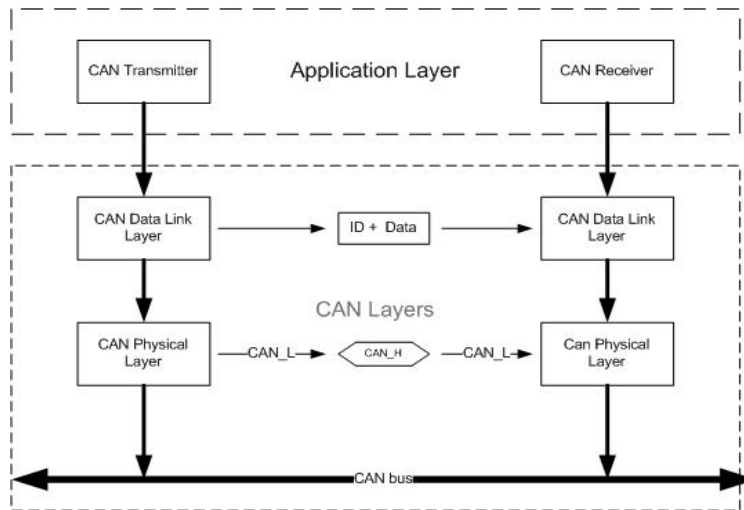 CAN Transmitter
Application Layer
CAN Receiver
CAN Data Link
Layer
ID + Data
CAN Data Link
Layer
CAN Layers
CAN Physical
Layer
CAN_L
CAN_H
CAN_L
Can Physical
Layer
CAN bus